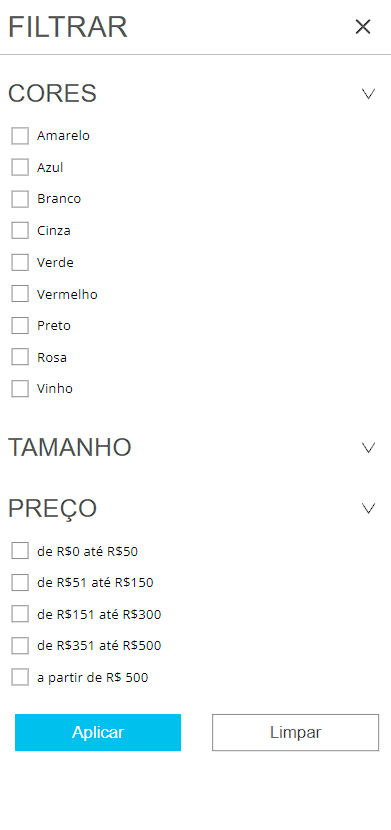 FILTRAR
CORES
Amarelo
Azul
Branco
Cinza
Verde
Vermelho
Preto
Rosa
Vinho
TAMANHO
PREÇO
de R$0 até R$50
de R$51 até R$150
de R$151 até R$300
de R$351 até R$500
a partir de R$ 500
Aplicar Limpar